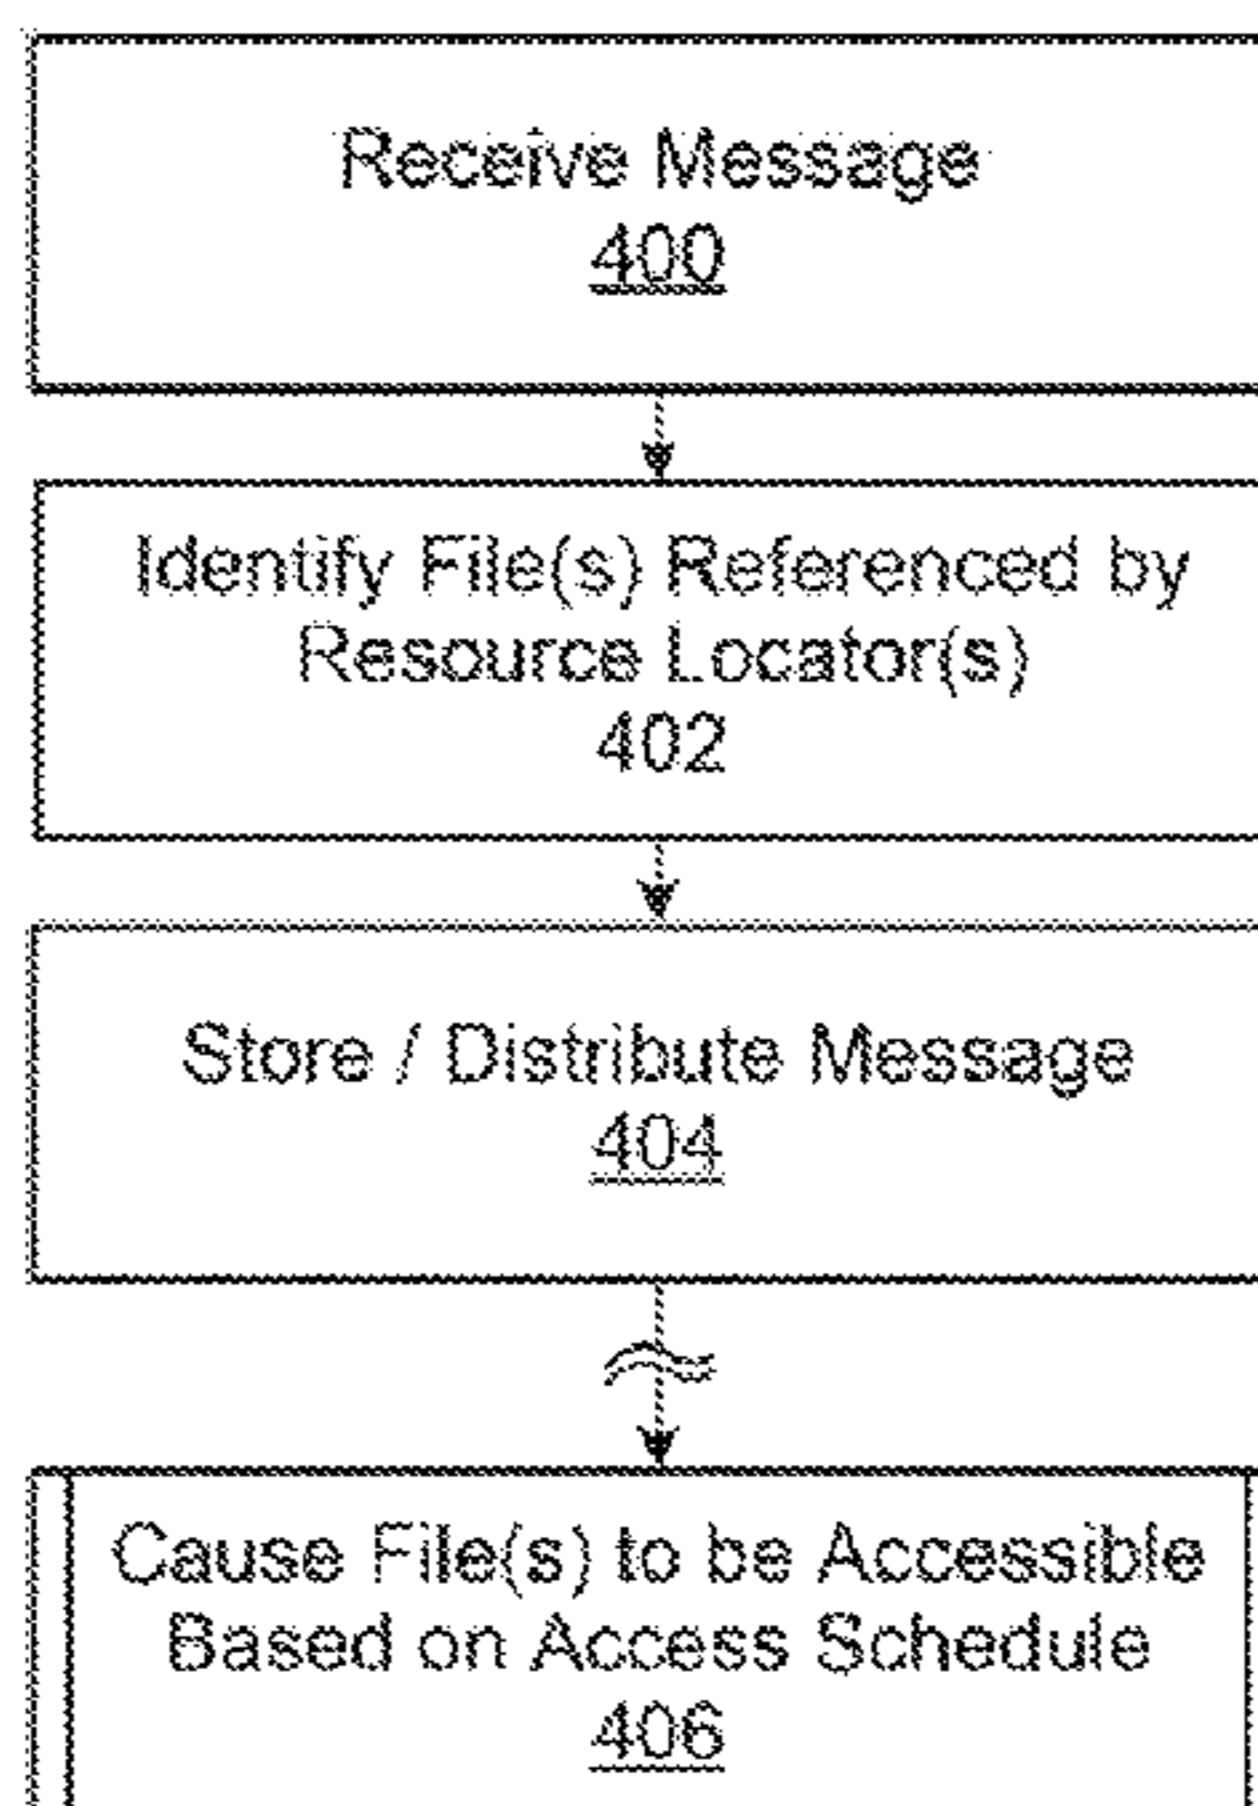 Receive Message
400
Identify File(s) Referenced by
Resource Locator(s)
402
Store / Distribute Message
404
Cause File(s) to be Accessible
Based on Access Schedule
406